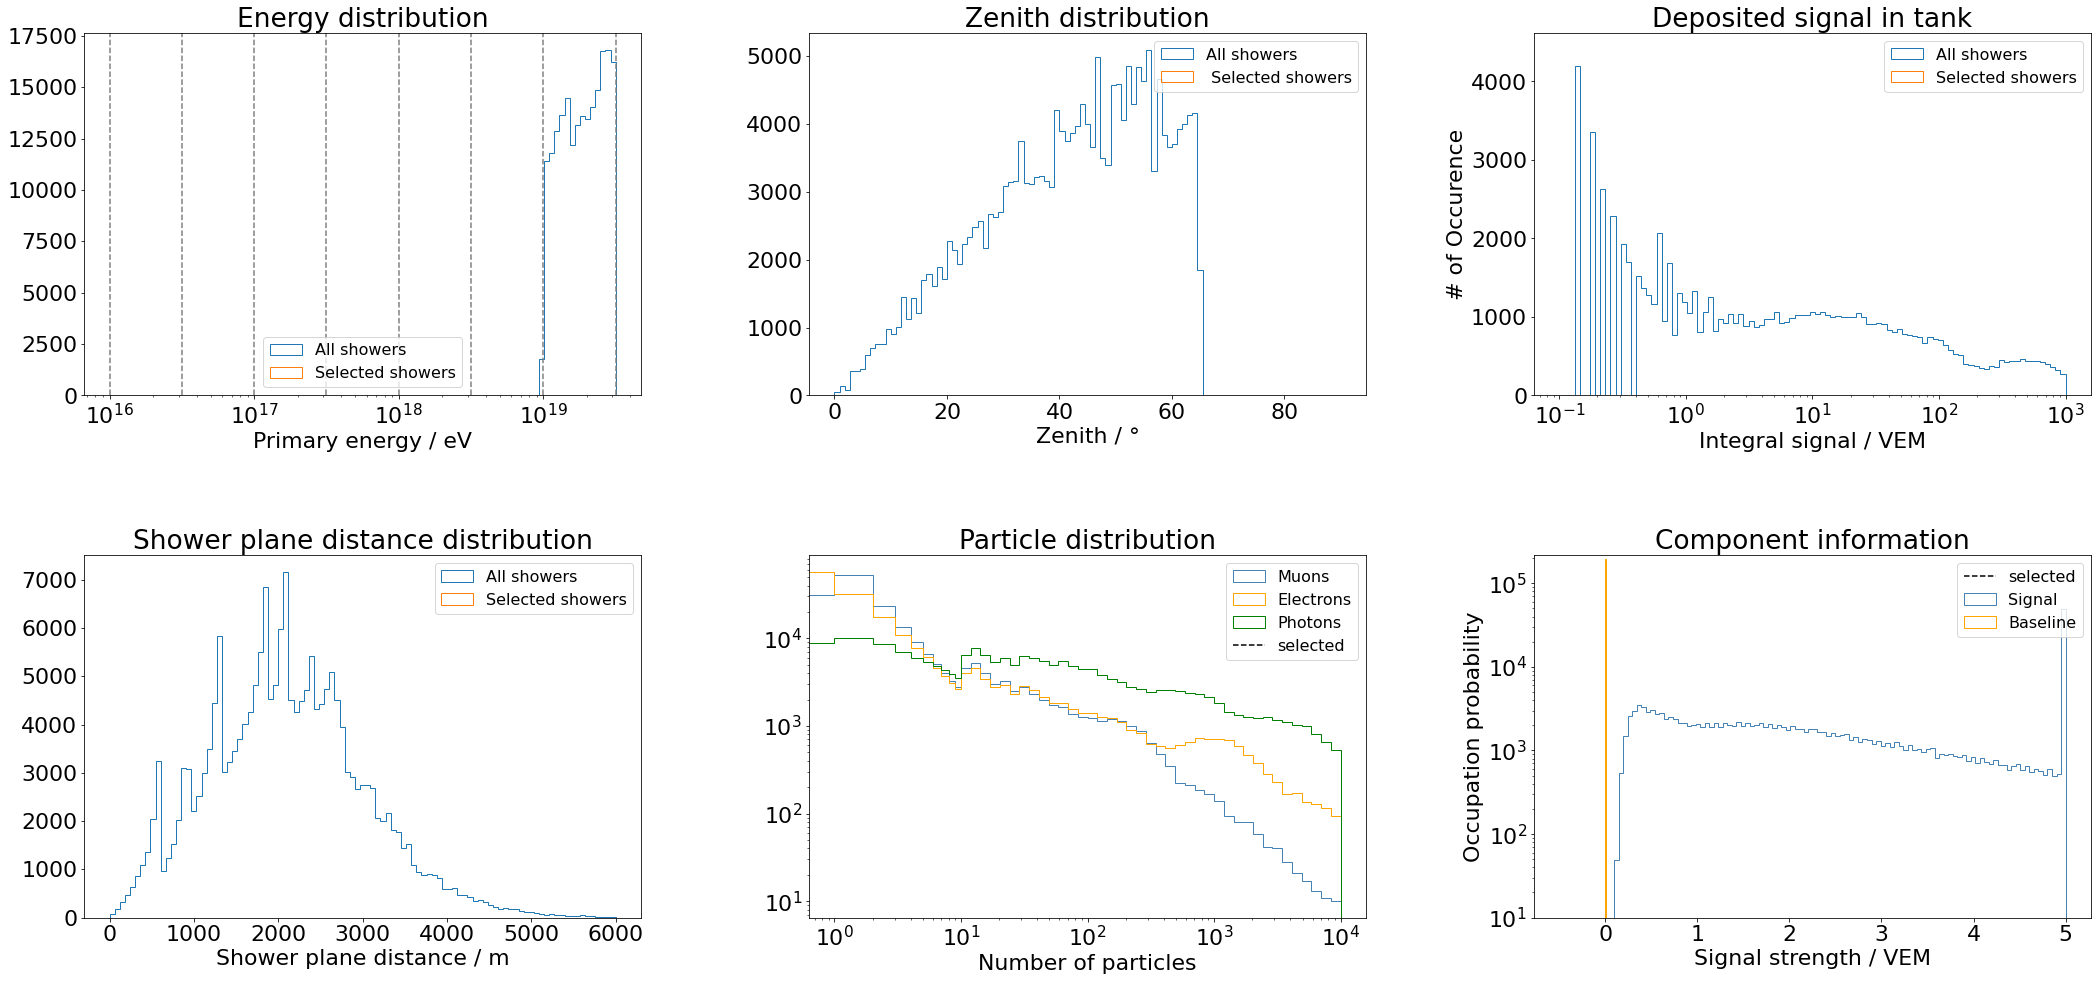 Energy distribution
17500
15000
12500
10000
7500
5000
2500
0
All showers
Selected showers
10^16
10^17
10^18
10^19
Primary energy / eV
Zenith distribution
5000
4000
3000
2000
1000
0
All showers
Selected showers
0
20
40
60
80
Zenith / °
Deposited signal in tank
# of Occurence
4000
3000
2000
1000
0
All showers
Selected showers
10^−1
10^0
10^1
10^2
10^3
Integral signal / VEM
Shower plane distance distribution
7000
6000
5000
4000
3000
2000
1000
0
All showers
Selected showers
0
1000
2000
3000
4000
5000
6000
Shower plane distance / m
Particle distribution
10^4
10^3
10^2
10^1
Muons
Electrons
Photons
selected
10^0
10^1
10^2
10^3
10^4
Number of particles
Component information
Occupation probability
10^5
10^4
10^3
10^2
10^1
selected
Signal
Baseline
0
1
2
3
4
5
Signal strength / VEM